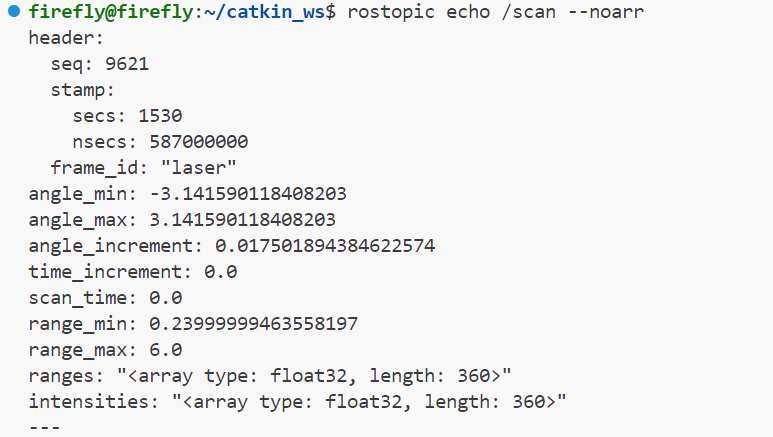 firefly@firefly:~/catkin_ws$ rostopic echo /scan --noarr
header:
  seq: 9621
  stamp:
    secs: 1530
    nsecs: 587000000
  frame_id: "laser"
angle_min: -3.141590118408203
angle_max: 3.141590118408203
angle_increment: 0.017501894384622574
time_increment: 0.0
scan_time: 0.0
range_min: 0.23999999463558197
range_max: 6.0
ranges: "<array type: float32, length: 360>"
intensities: "<array type: float32, length: 360>"
---